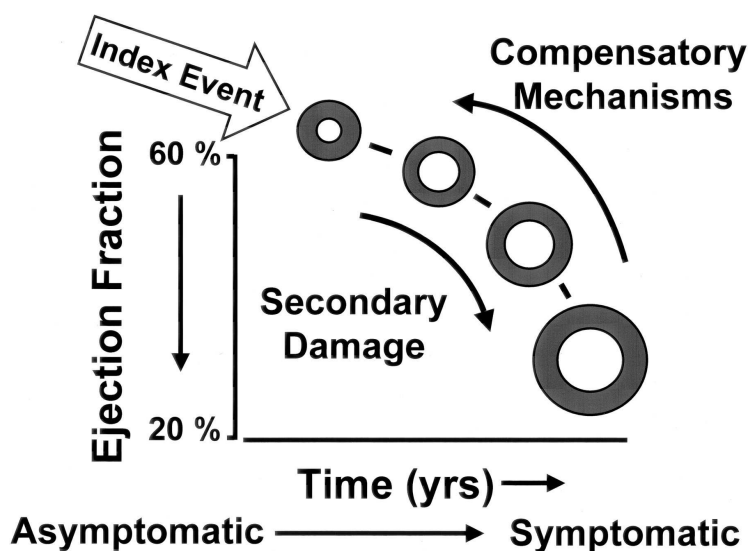 Index Event
Compensatory
Mechanisms
60 %
Ejection Fraction
Secondary
Damage
20 %
Time (yrs)
Asymptomatic
Symptomatic